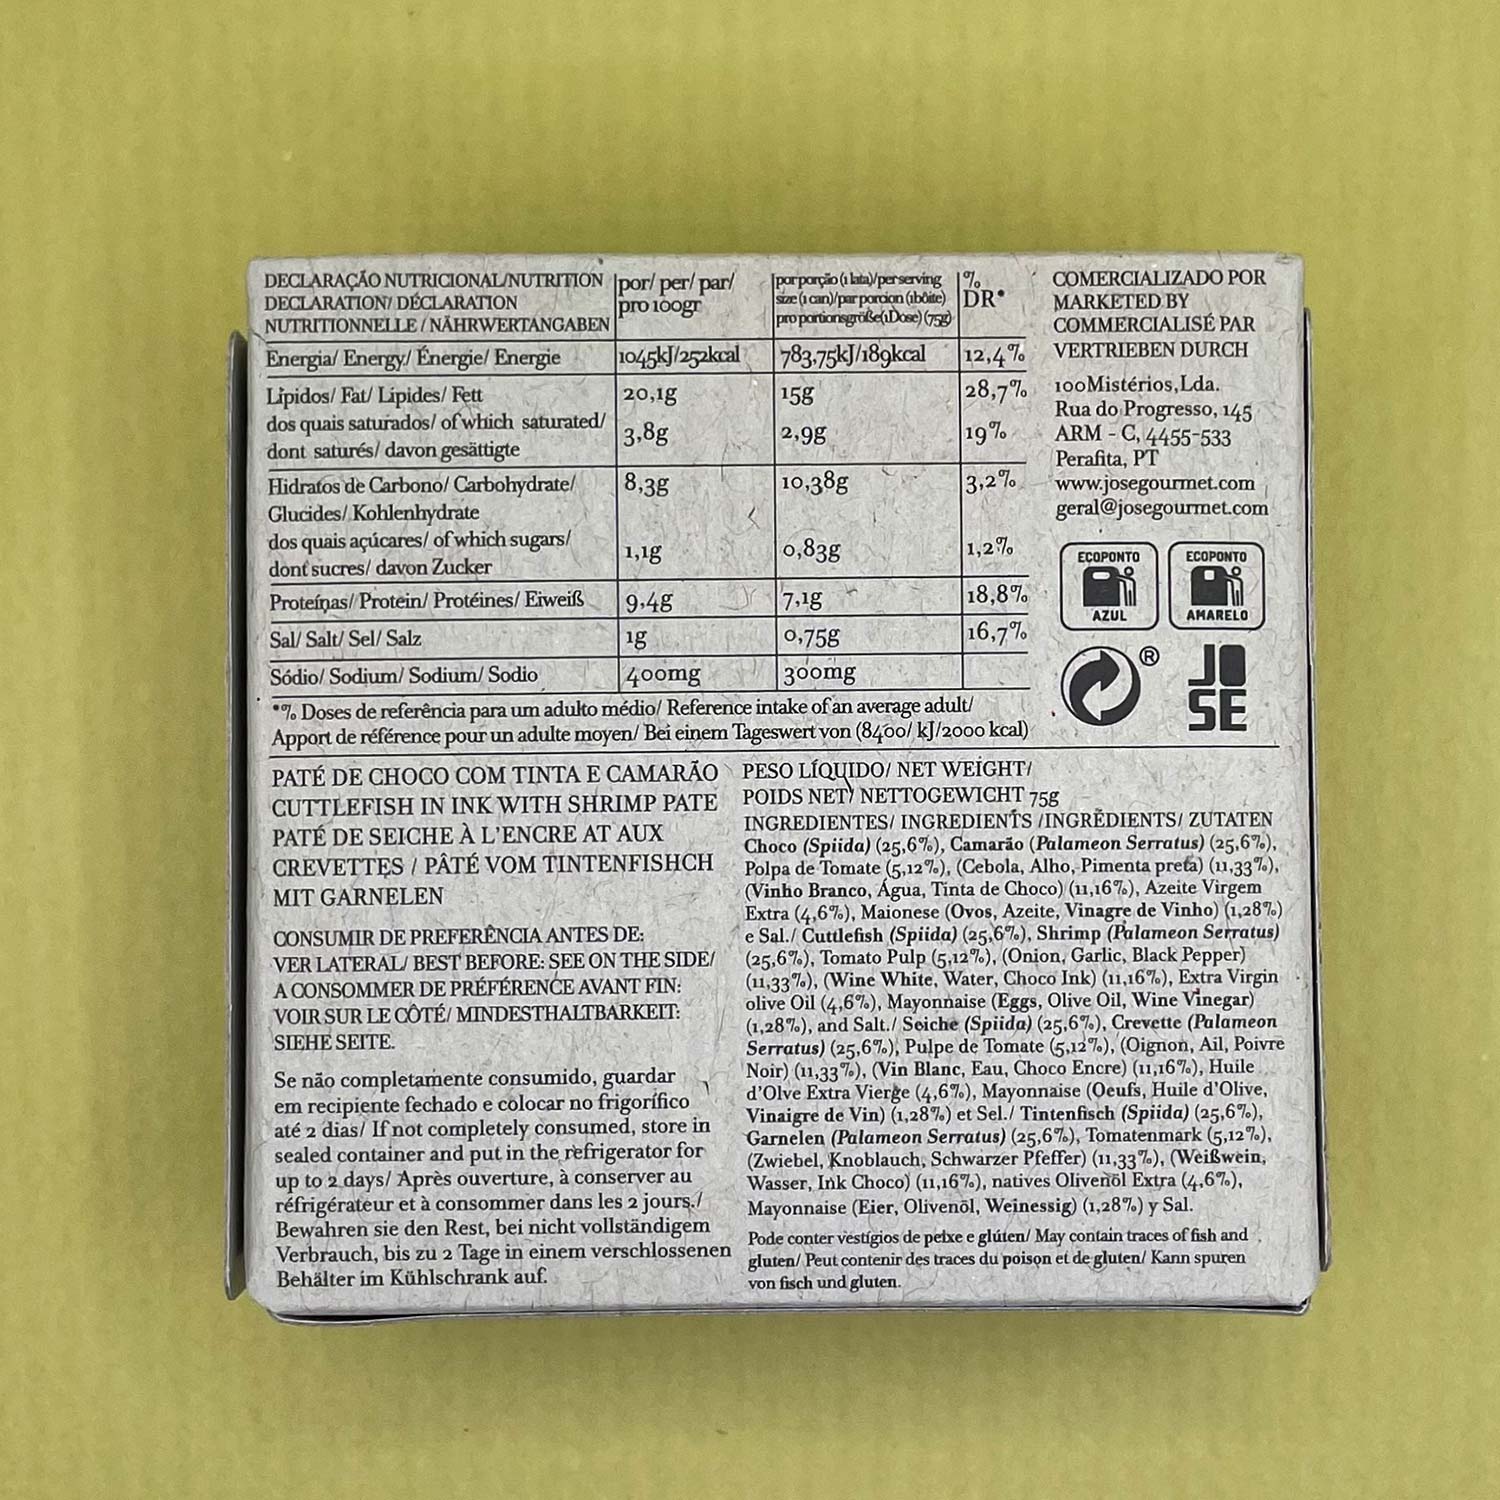 DECLARAÇÃO NUTRICIONAL/NUTRITION
DECLARATION/ DÉCLARATION
NUTRITIONNELLE / NÄHRWERTANGABEN
por/ per/ par/
pro 100gr
por porção (1 lata)/per serving
size (1 can)/par porcion (1bôite)
pro portionsgröße(1Dose) (75g)
%
DR*
Energia/ Energy/ Énergie/ Energie 1045kJ/252kcal 783,75kJ/189kcal 12,4%
Lípidos/ Fat/ Lipides/ Fett 20,1g 15g 28,7%
dos quais saturados/ of which saturated/
dont saturés/ davon gesättigte 3,8g 2,9g 19%
Hidratos de Carbono/ Carbohydrate/ 8,3g 10,38g 3,2%
Glucides/ Kohlenhydrate
dos quais açúcares/ of which sugars/
dont sucres/ davon Zucker 1,1g 0,83g 1,2%
Proteínas/ Protein/ Protéines/ Eiweiß 9,4g 7,1g 18,8%
Sal/ Salt/ Sel/ Salz 1g 0,75g 16,7%
Sódio/ Sodium/ Sodium/ Sodio 400mg 300mg
*% Doses de referência para um adulto médio/ Reference intake of an average adult/
Apport de référence pour un adulte moyen/ Bei einem Tageswert von (8400/ kJ/2000 kcal)
COMERCIALIZADO POR
MARKETED BY
COMMERCIALISÉ PAR
VERTRIEBEN DURCH
100Mistérios,Lda.
Rua do Progresso, 145
ARM - C, 4455-533
Perafita, PT
www.josegourmet.com
geral@josegourmet.com
ECOPONTO
AZUL
ECOPONTO
AMARELO
®
JO
SE
PATÉ DE CHOCO COM TINTA E CAMARÃO
CUTTLEFISH IN INK WITH SHRIMP PATE
PATÉ DE SEICHE À L'ENCRE AT AUX
CREVETTES / PÂTÉ VOM TINTENFISHCH
MIT GARNELEN
CONSUMIR DE PREFERÊNCIA ANTES DE:
VER LATERAL/ BEST BEFORE: SEE ON THE SIDE/
A CONSOMMER DE PRÉFÉRENCE AVANT FIN:
VOIR SUR LE CÔTÉ/ MINDESTHALTBARKEIT:
SIEHE SEITE.
Se não completamente consumido, guardar
em recipiente fechado e colocar no frigorífico
até 2 dias/ If not completely consumed, store in
sealed container and put in the refrigerator for
up to 2 days/ Après ouverture, à conserver au
réfrigérateur et à consommer dans les 2 jours./
Bewahren sie den Rest, bei nicht vollständigem
Verbrauch, bis zu 2 Tage in einem verschlossenen
Behälter im Kühlschrank auf.
PESO LÍQUIDO/ NET WEIGHT/
POIDS NET/ NETTOGEWICHT 75g
INGREDIENTES/ INGREDIENTS /INGRÉDIENTS/ ZUTATEN
Choco (Spiida) (25,6%), Camarão (Palameon Serratus) (25,6%),
Polpa de Tomate (5,12%), (Cebola, Alho, Pimenta preta) (11,33%),
(Vinho Branco, Água, Tinta de Choco) (11,16%), Azeite Virgem
Extra (4,6%), Maionese (Ovos, Azeite, Vinagre de Vinho) (1,28%)
e Sal./ Cuttlefish (Spiida) (25,6%), Shrimp (Palameon Serratus)
(25,6%), Tomato Pulp (5,12%), (Onion, Garlic, Black Pepper)
(11,33%), (Wine White, Water, Choco Ink) (11,16%), Extra Virgin
olive Oil (4,6%), Mayonnaise (Eggs, Olive Oil, Wine Vinegar)
(1,28%), and Salt./ Seiche (Spiida) (25,6%), Crevette (Palameon
Serratus) (25,6%), Pulpe de Tomate (5,12%), (Oignon, Ail, Poivre
Noir) (11,33%), (Vin Blanc, Eau, Choco Encre) (11,16%), Huile
d'Olve Extra Vierge (4,6%), Mayonnaise (Oeufs, Huile d'Olive,
Vinaigre de Vin) (1,28%) et Sel./ Tintenfisch (Spiida) (25,6%),
Garnelen (Palameon Serratus) (25,6%), Tomatenmark (5,12%),
(Zwiebel, Knoblauch, Schwarzer Pfeffer) (11,33%), (Weißwein,
Wasser, Ink Choco) (11,16%), natives Olivenöl Extra (4,6%),
Mayonnaise (Eier, Olivenöl, Weinessig) (1,28%) y Sal.
Pode conter vestígios de peixe e glúten/ May contain traces of fish and
gluten/ Peut contenir des traces du poison et de gluten/ Kann spuren
von fisch und gluten.